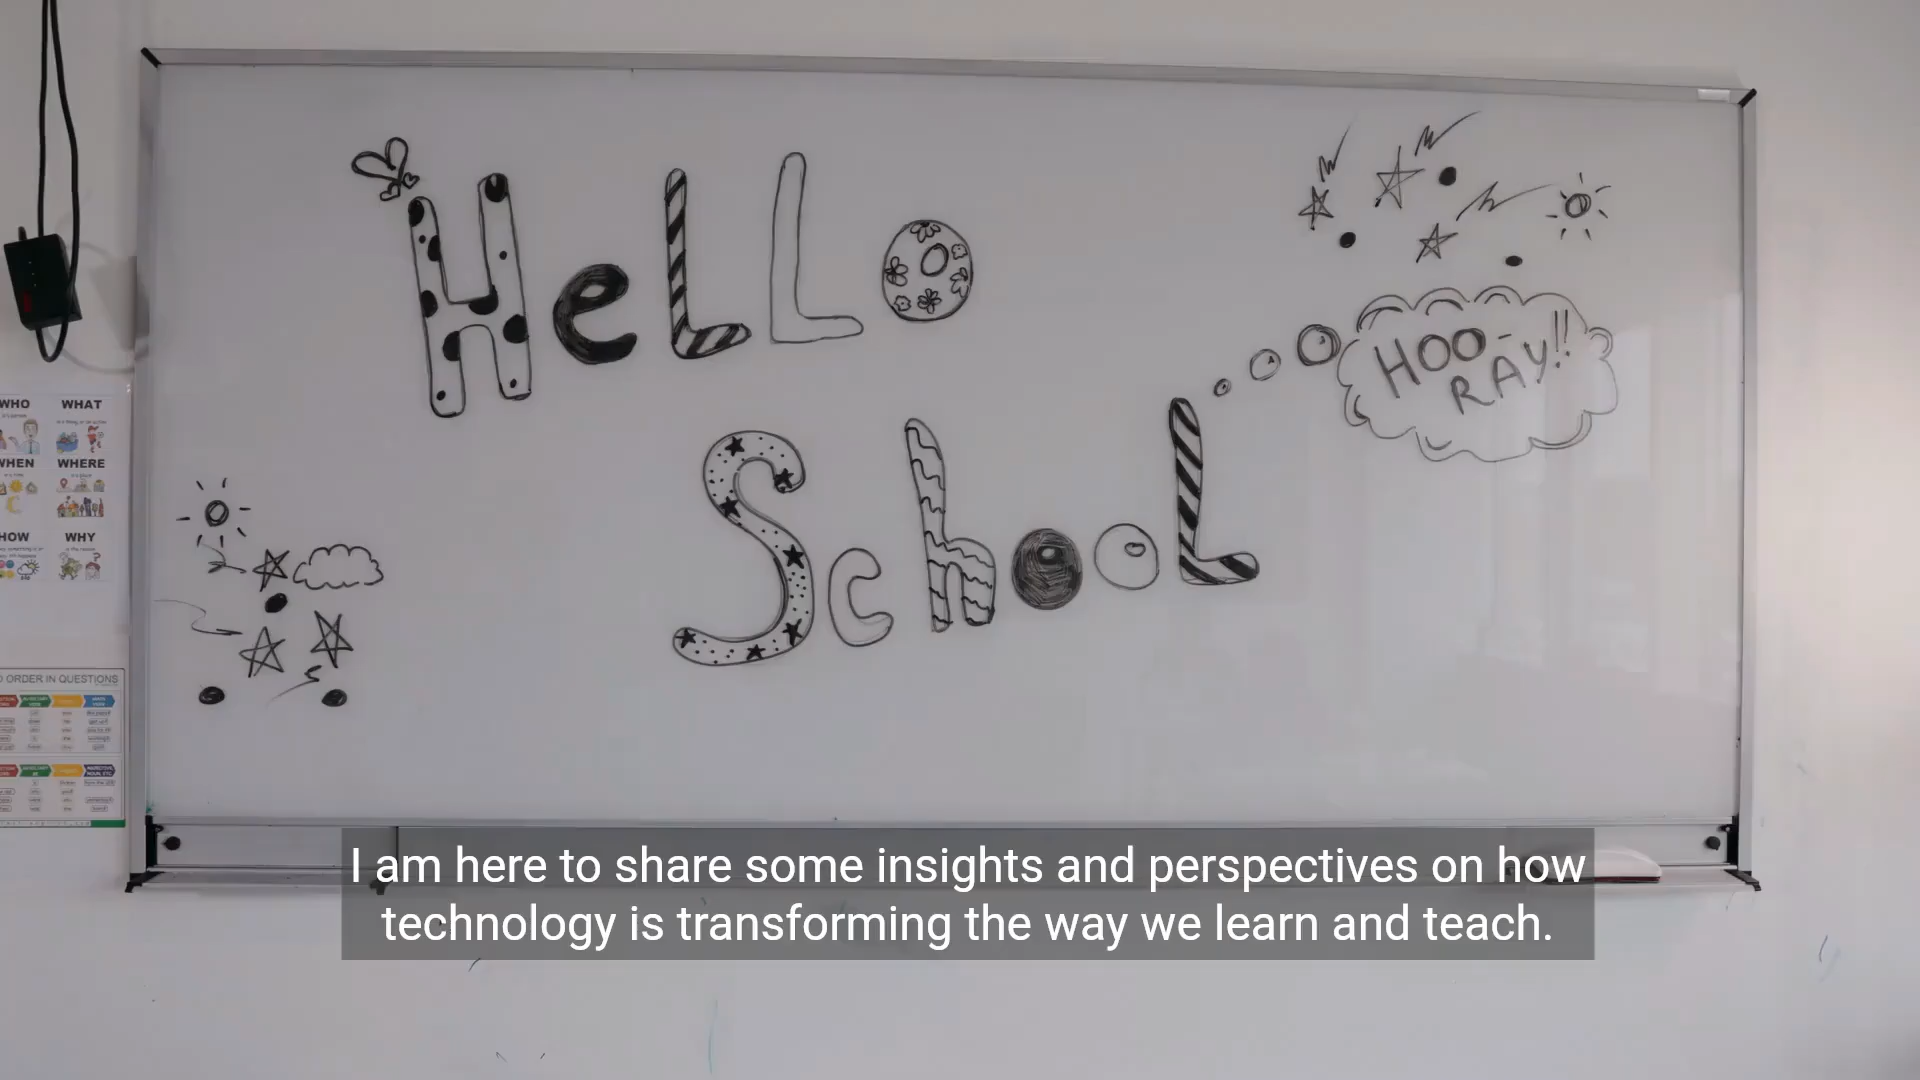 HeLLO
SchooL
HOO-
RAY!!
WHO WHAT
WHEN WHERE
HOW WHY
ORDER IN QUESTIONS
I am here to share some insights and perspectives on how
technology is transforming the way we learn and teach.